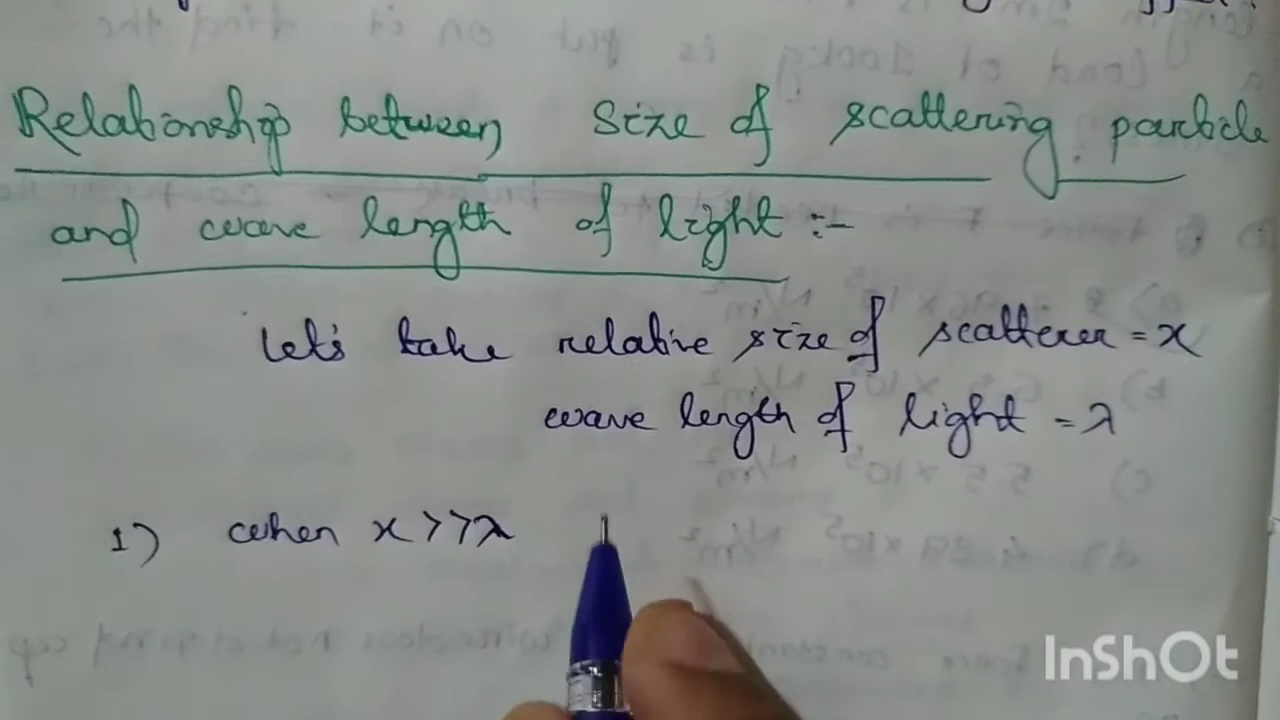 Relationship between size of scattering particle
and wave length of light :-
Let's take relative size of scatterer = x
wave length of light = λ
1) when x >> λ
InShOt